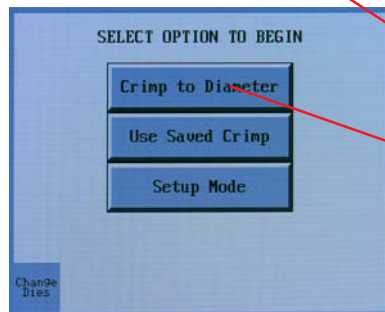 SELECT OPTION TO BEGIN
Crimp to Diameter
Use Saved Crimp
Setup Mode
Change
Dies